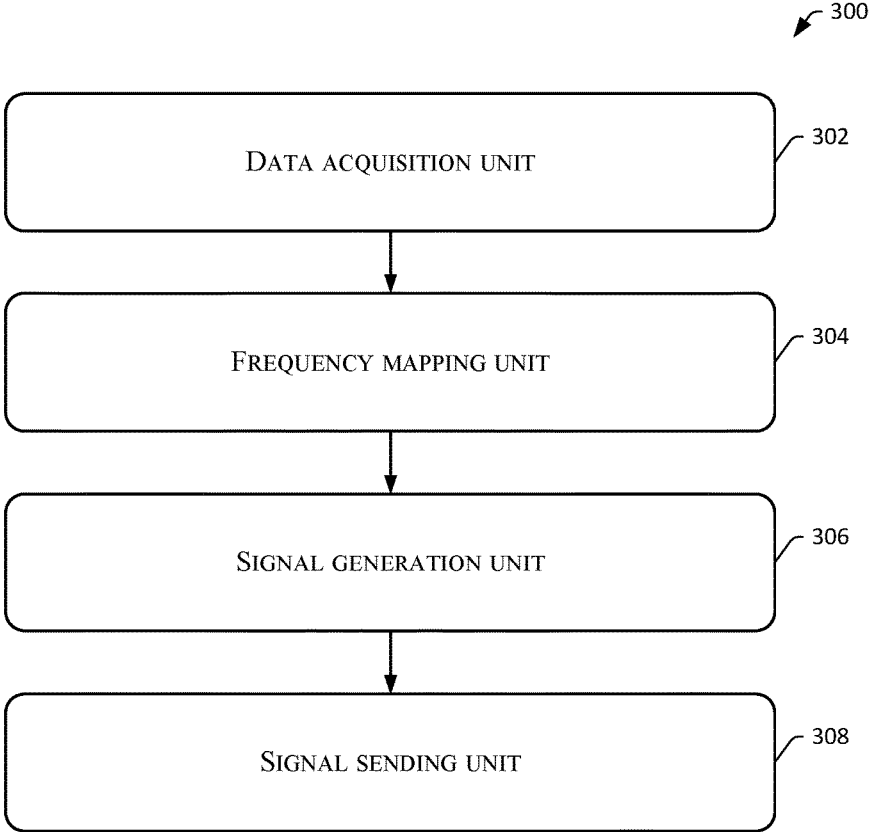 300
DATA ACQUISITION UNIT
302
FREQUENCY MAPPING UNIT
304
SIGNAL GENERATION UNIT
306
SIGNAL SENDING UNIT
308